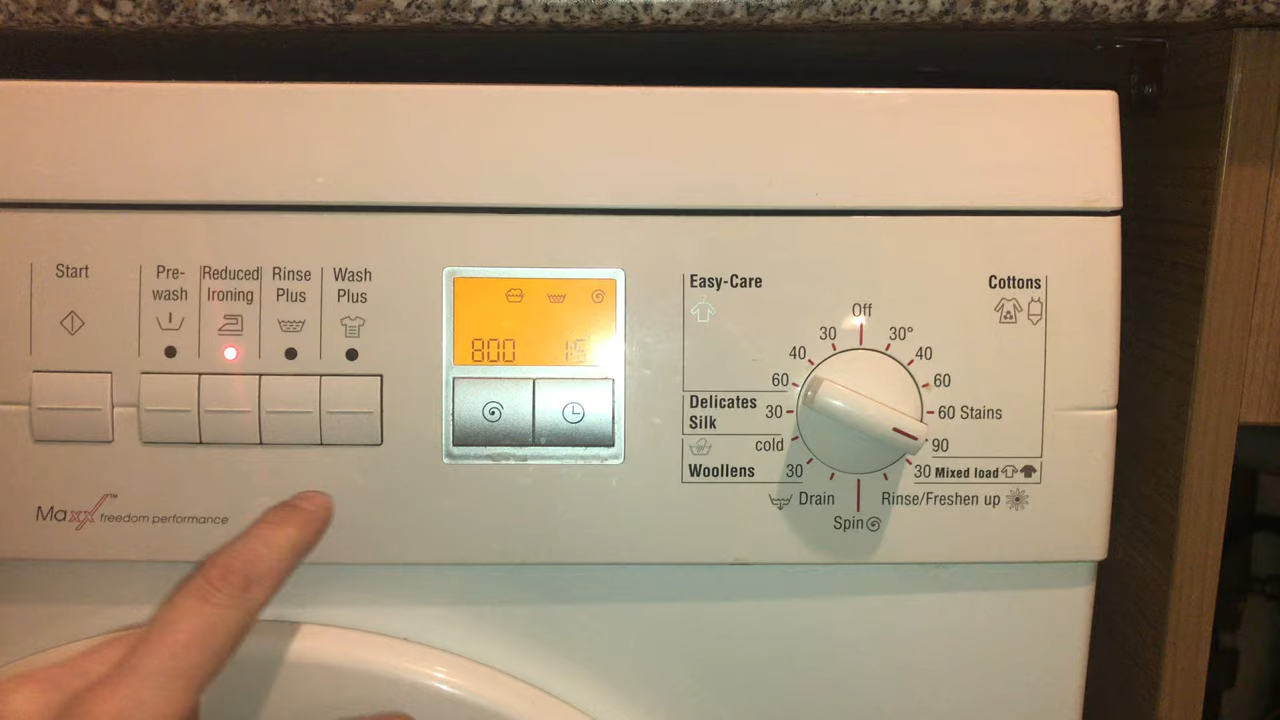 Start
Pre-
wash
Reduced
Ironing
Rinse
Plus
Wash
Plus
Maxx™ freedom performance
800
Easy-Care
Cottons
Off
30
30°
40
40
60
60
Delicates
Silk
30
60 Stains
cold
90
Woollens
30
30 Mixed load
Drain
Rinse/Freshen up
Spin